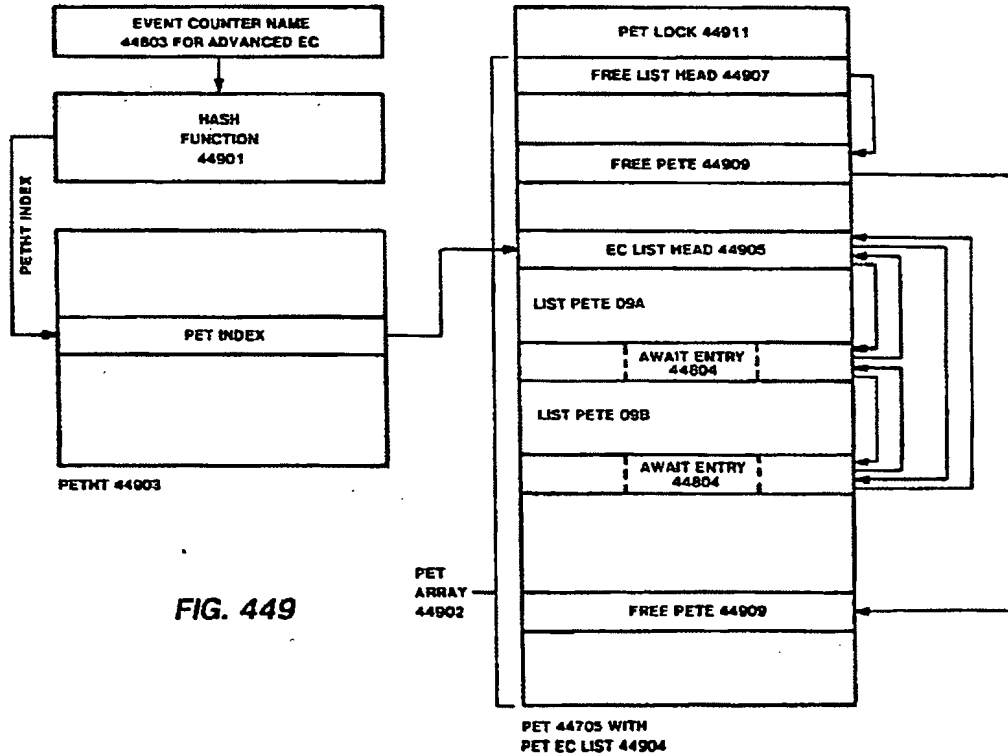 EVENT COUNTER NAME
44803 FOR ADVANCED EC
HASH
FUNCTION
44901
PETHT INDEX
PET INDEX
PETHT 44903
FIG. 449
PET LOCK 44911
FREE LIST HEAD 44907
FREE PETE 44909
EC LIST HEAD 44905
LIST PETE 09A
AWAIT ENTRY
44804
LIST PETE 09B
AWAIT ENTRY
44804
PET
ARRAY
44902
FREE PETE 44909
PET 44705 WITH
PET EC LIST 44904